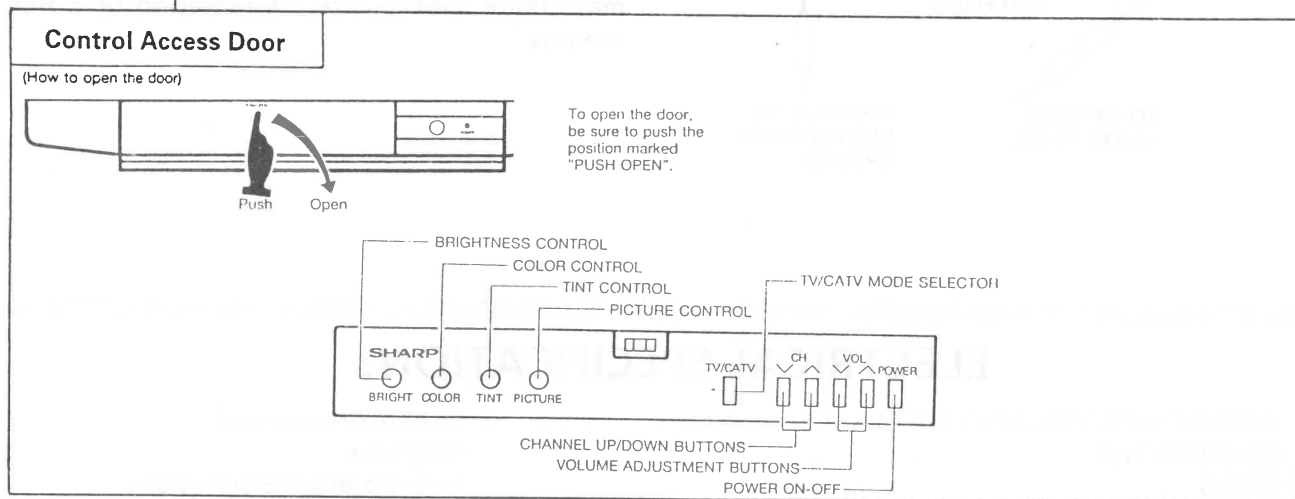 Control Access Door
(How to open the door)
To open the door,
be sure to push the
position marked
"PUSH OPEN".
Push
Open
BRIGHTNESS CONTROL
COLOR CONTROL
TINT CONTROL
PICTURE CONTROL
TV/CATV MODE SELECTOR
SHARP
BRIGHT COLOR TINT PICTURE
TV/CATV
CH
VOL
POWER
CHANNEL UP/DOWN BUTTONS
VOLUME ADJUSTMENT BUTTONS
POWER ON-OFF